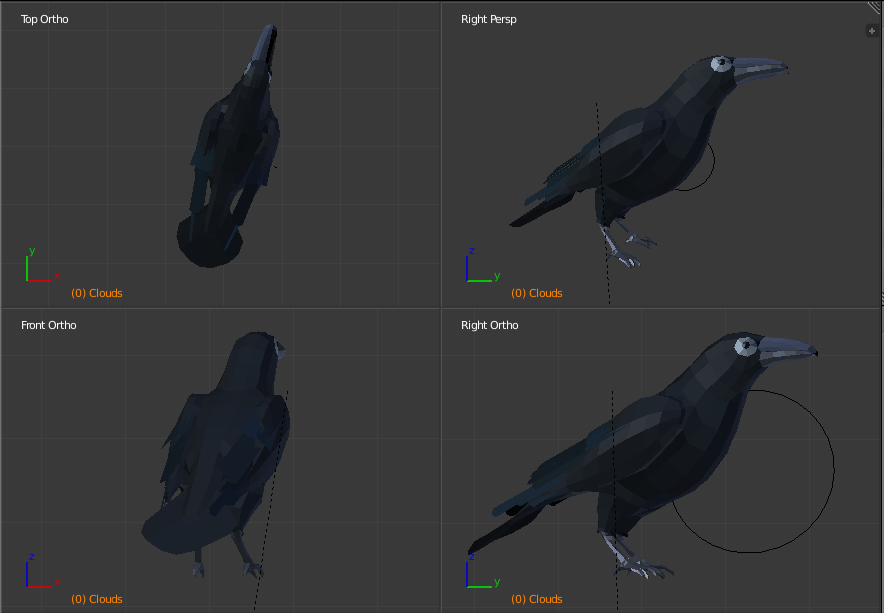 Top Ortho
Right Persp
y
x
(0) Clouds
z
y
(0) Clouds
Front Ortho
Right Ortho
z
x
(0) Clouds
z
y
(0) Clouds